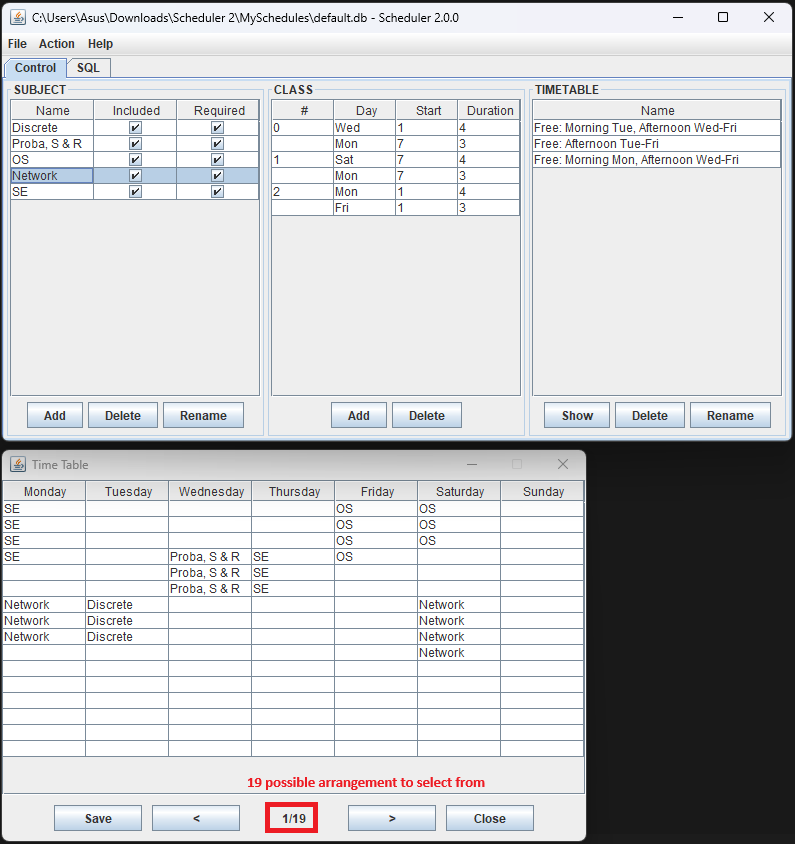 C:\Users\Asus\Downloads\Scheduler 2\MySchedules\default.db - Scheduler 2.0.0
File Action Help
Control SQL
SUBJECT
Name Included Required
Discrete
Proba, S & R
OS
Network
SE
Add Delete Rename
CLASS
# Day Start Duration
0 Wed 1 4
Mon 7 3
1 Sat 7 4
Mon 7 3
2 Mon 1 4
Fri 1 3
Add Delete
TIMETABLE
Name
Free: Morning Tue, Afternoon Wed-Fri
Free: Afternoon Tue-Fri
Free: Morning Mon, Afternoon Wed-Fri
Show Delete Rename
Time Table
Monday Tuesday Wednesday Thursday Friday Saturday Sunday
SE OS OS
SE OS OS
SE OS OS
SE Proba, S & R SE OS
Proba, S & R SE
Proba, S & R SE
Network Discrete Network
Network Discrete Network
Network Discrete Network
Network
19 possible arrangement to select from
Save < 1/19 > Close